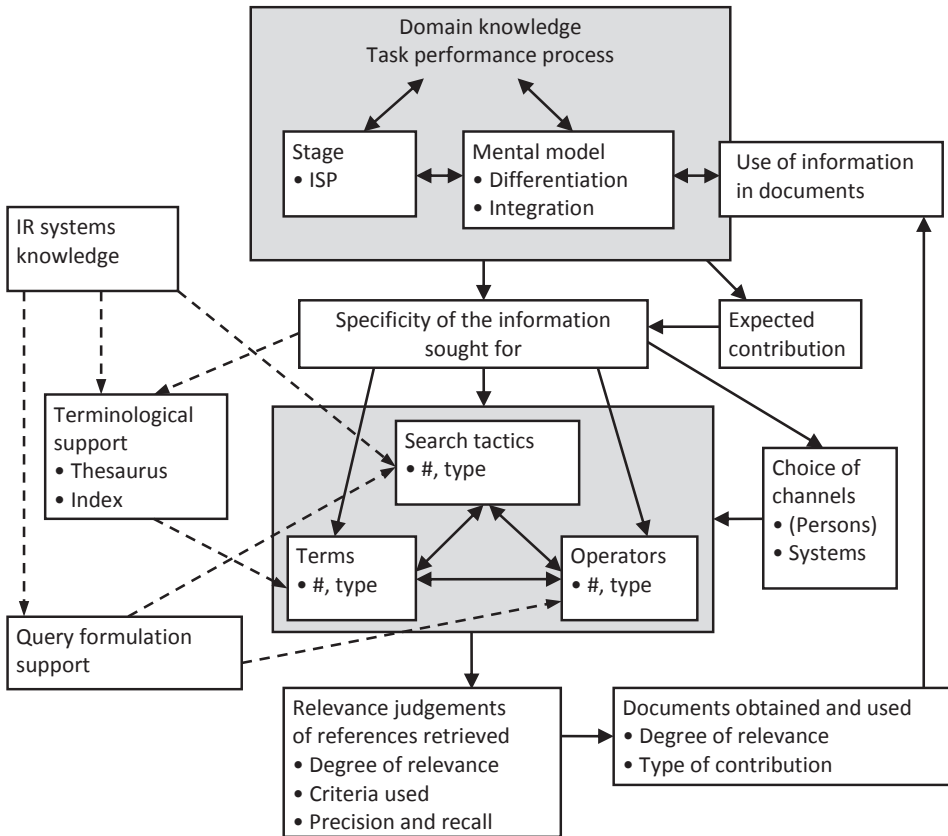 Domain knowledge
Task performance process
Stage
• ISP
Mental model
• Differentiation
• Integration
Use of information
in documents
IR systems
knowledge
Specificity of the information
sought for
Expected
contribution
Terminological
support
• Thesaurus
• Index
Search tactics
• #, type
Choice of
channels
• (Persons)
• Systems
Terms
• #, type
Operators
• #, type
Query formulation
support
Relevance judgements
of references retrieved
• Degree of relevance
• Criteria used
• Precision and recall
Documents obtained and used
• Degree of relevance
• Type of contribution